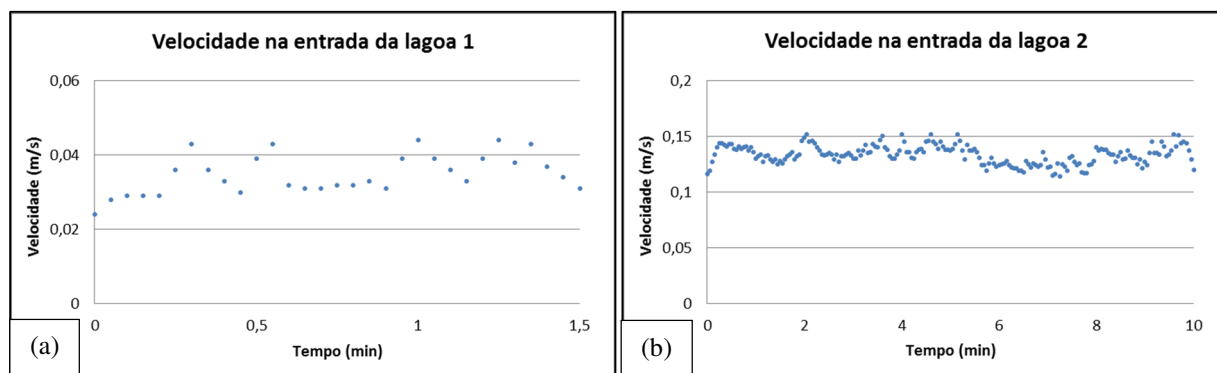 Velocidade na entrada da lagoa 1
0,06
0,04
0,02
0
Velocidade (m/s)
0
0,5
1
1,5
Tempo (min)
(a)
Velocidade na entrada da lagoa 2
0,2
0,15
0,1
0,05
0
Velocidade (m/s)
0
2
4
6
8
10
Tempo (min)
(b)